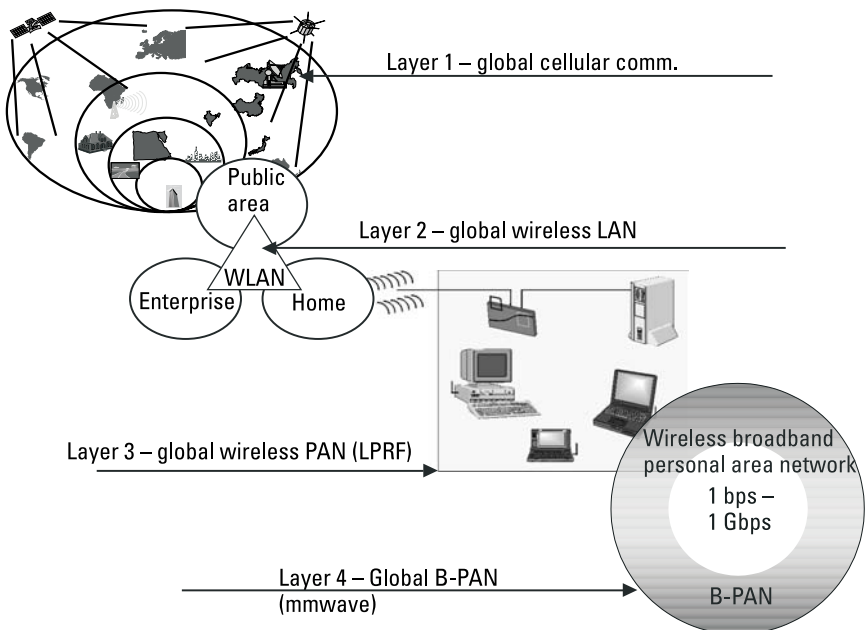 Layer 1 – global cellular comm.
Public
area
Layer 2 – global wireless LAN
WLAN
Enterprise
Home
Layer 3 – global wireless PAN (LPRF)
Wireless broadband
personal area network
1 bps –
1 Gbps
Layer 4 – Global B-PAN
(mmwave)
B-PAN